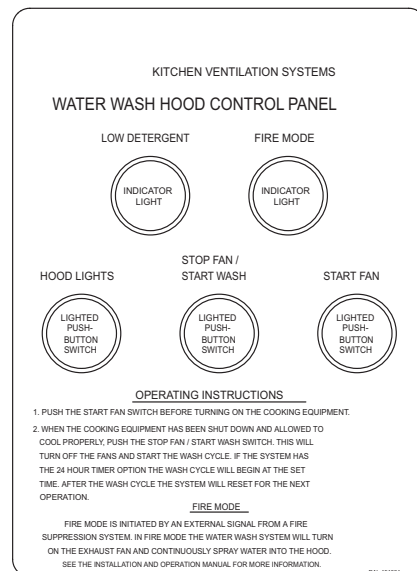 KITCHEN VENTILATION SYSTEMS
WATER WASH HOOD CONTROL PANEL
LOW DETERGENT
FIRE MODE
INDICATOR
LIGHT
INDICATOR
LIGHT
HOOD LIGHTS
STOP FAN /
START WASH
START FAN
LIGHTED
PUSH-
BUTTON
SWITCH
LIGHTED
PUSH-
BUTTON
SWITCH
LIGHTED
PUSH-
BUTTON
SWITCH
OPERATING INSTRUCTIONS
1. PUSH THE START FAN SWITCH BEFORE TURNING ON THE COOKING EQUIPMENT.
2. WHEN THE COOKING EQUIPMENT HAS BEEN SHUT DOWN AND ALLOWED TO
COOL PROPERLY, PUSH THE STOP FAN / START WASH SWITCH. THIS WILL
TURN OFF THE FANS AND START THE WASH CYCLE. IF THE SYSTEM HAS
THE 24 HOUR TIMER OPTION THE WASH CYCLE WILL BEGIN AT THE SET
TIME. AFTER THE WASH CYCLE THE SYSTEM WILL RESET FOR THE NEXT
OPERATION.
FIRE MODE
FIRE MODE IS INITIATED BY AN EXTERNAL SIGNAL FROM A FIRE
SUPPRESSION SYSTEM. IN FIRE MODE THE WATER WASH SYSTEM WILL TURN
ON THE EXHAUST FAN AND CONTINUOUSLY SPRAY WATER INTO THE HOOD.
SEE THE INSTALLATION AND OPERATION MANUAL FOR MORE INFORMATION.